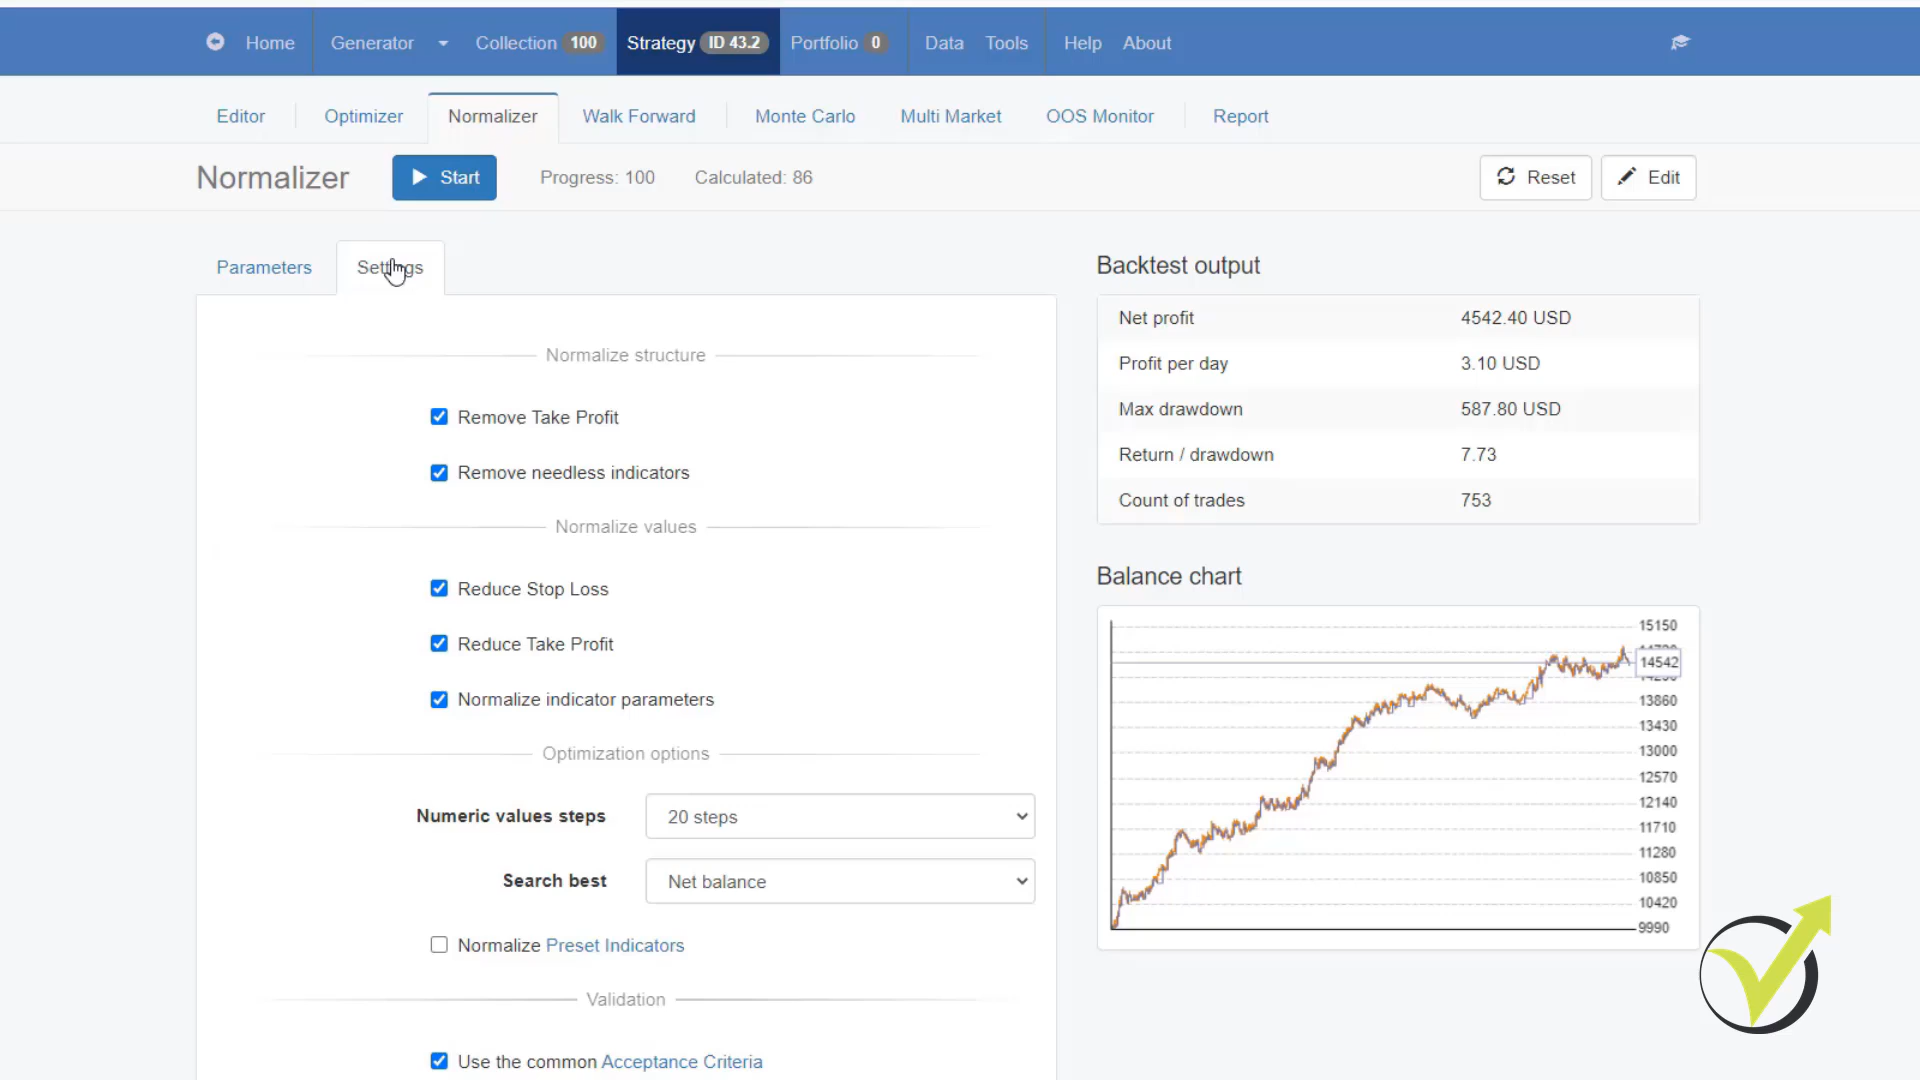 Home Generator Collection 100 Strategy ID 43.2 Portfolio 0 Data Tools Help About
Editor Optimizer Normalizer Walk Forward Monte Carlo Multi Market OOS Monitor Report
Normalizer Start Progress: 100 Calculated: 86 Reset Edit
Parameters Settings
Normalize structure
Remove Take Profit
Remove needless indicators
Normalize values
Reduce Stop Loss
Reduce Take Profit
Normalize indicator parameters
Optimization options
Numeric values steps 20 steps
Search best Net balance
Normalize Preset Indicators
Validation
Use the common Acceptance Criteria
Backtest output
Net profit 4542.40 USD
Profit per day 3.10 USD
Max drawdown 587.80 USD
Return / drawdown 7.73
Count of trades 753
Balance chart
15150
14542
13860
13430
13000
12570
12140
11710
11280
10850
10420
9990